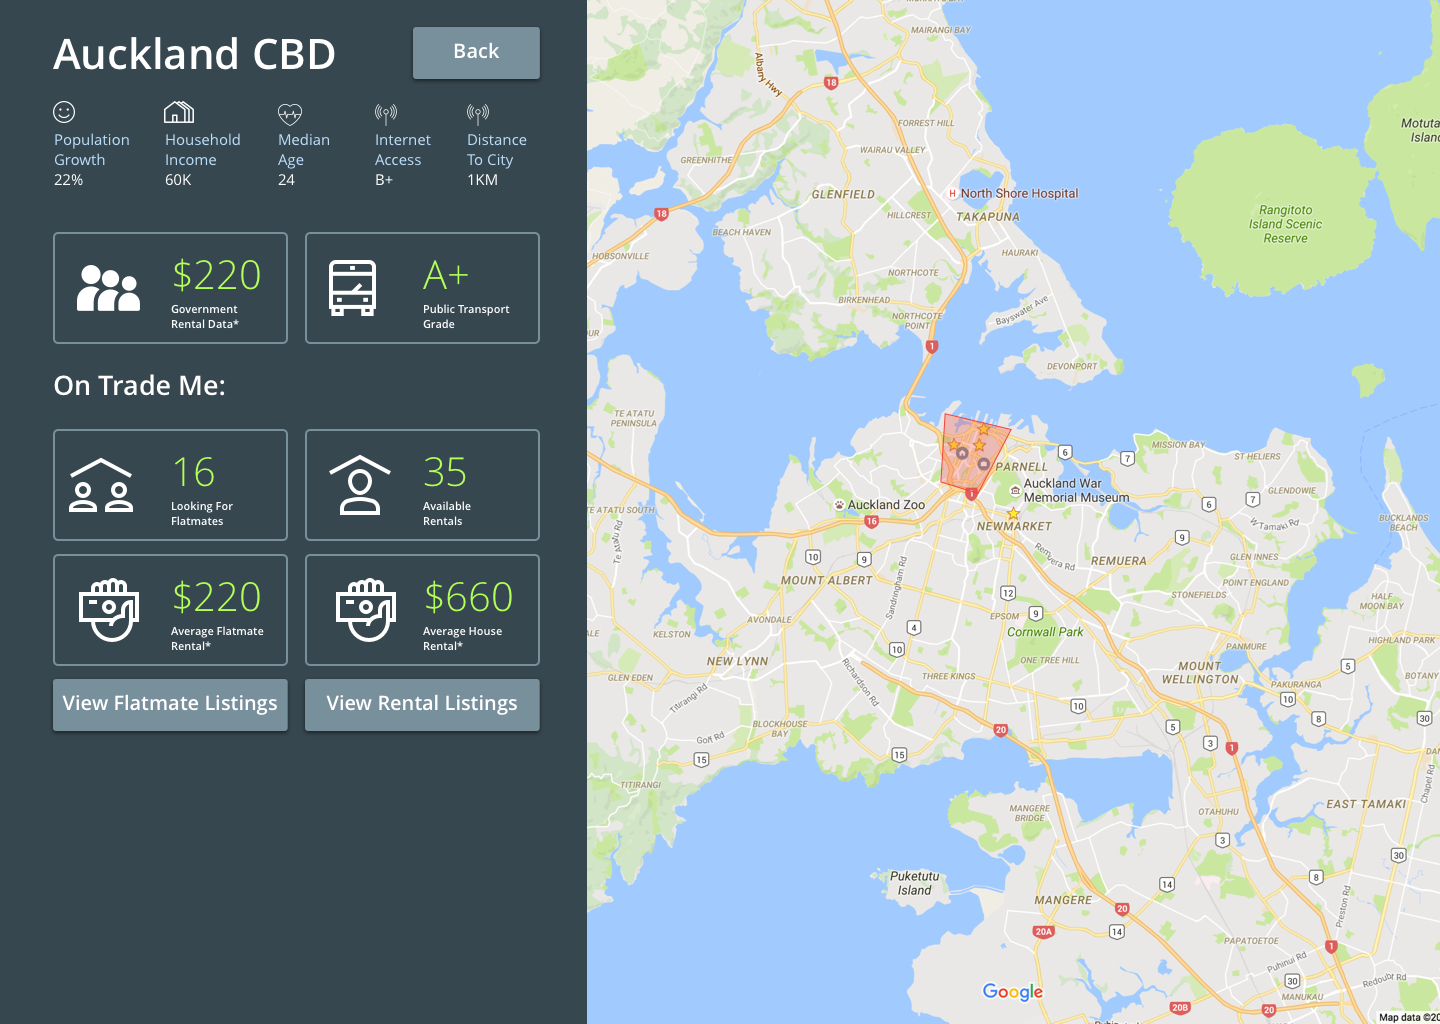 Auckland CBD
Back
Population
Growth
22%
Household
Income
60K
Median
Age
24
Internet
Access
B+
Distance
To City
1KM
$220
Government
Rental Data*
A+
Public Transport
Grade
On Trade Me:
16
Looking For
Flatmates
35
Available
Rentals
$220
Average Flatmate
Rental*
$660
Average House
Rental*
View Flatmate Listings
View Rental Listings
MAIRANGI BAY
Albany Hwy
18
FORREST HILL
WAIRAU VALLEY
GREENHITHE
GLENFIELD
H North Shore Hospital
TAKAPUNA
18
HILLCREST
BEACH HAVEN
HOBSONVILLE
HAURAKI
Rangitoto
Island Scenic
Reserve
Motuta
Islan
NORTHCOTE
BIRKENHEAD
NORTHCOTE
POINT
Bayswater Ave
1
DEVONPORT
TE ATATU
PENINSULA
PARNELL
6
7
MISSION BAY
ST HELIERS
GLENDOWIE
Auckland War
Memorial Museum
Auckland Zoo
TE ATATU SOUTH
Te Atatu Rd
16
NEWMARKET
6
7
W Tamaki Rd
BUCKLANDS
BEACH
9
10
9
MOUNT ALBERT
Sandringham Rd
Remuera Rd
REMUERA
GLEN INNES
POINT ENGLAND
STONEFIELDS
12
9
EPSOM
Cornwall Park
HALF
MOON BAY
AVONDALE
KELSTON
4
10
HIGHLAND PARK
PANMURE
NEW LYNN
ONE TREE HILL
MOUNT
WELLINGTON
5
GLEN EDEN
Titirangi Rd
Richardson Rd
THREE KINGS
PAKURANGA
BOTANY
10
10
8
30
BLOCKHOUSE
BAY
Golf Rd
15
15
20
5
3
1
TITIRANGI
Chapel Rd
MANGERE
BRIDGE
OTAHUHU
EAST TAMAKI
3
30
Puketutu
Island
MANGERE
14
8
20
20A
14
Preston Rd
PAPATOETOE
1
Puhinui Rd
Redoubt Rd
30
MANUKAU
Google
20B
20
Map data ©20